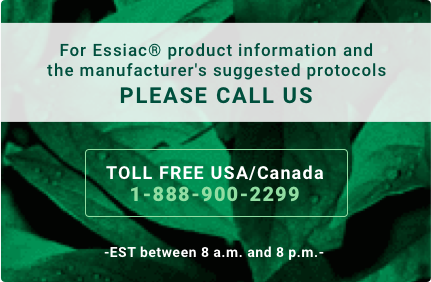 For Essiac® product information and
the manufacturer's suggested protocols
PLEASE CALL US
TOLL FREE USA/Canada
1-888-900-2299
-EST between 8 a.m. and 8 p.m.-